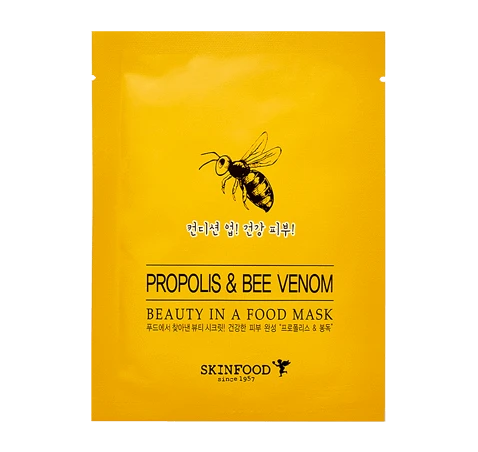 컨디션 업! 건강 피부!
PROPOLIS & BEE VENOM
BEAUTY IN A FOOD MASK
푸드에서 찾아낸 뷰티 시크릿! 건강한 피부 완성 "프로폴리스 & 봉독"
SKINFOOD
since 1957